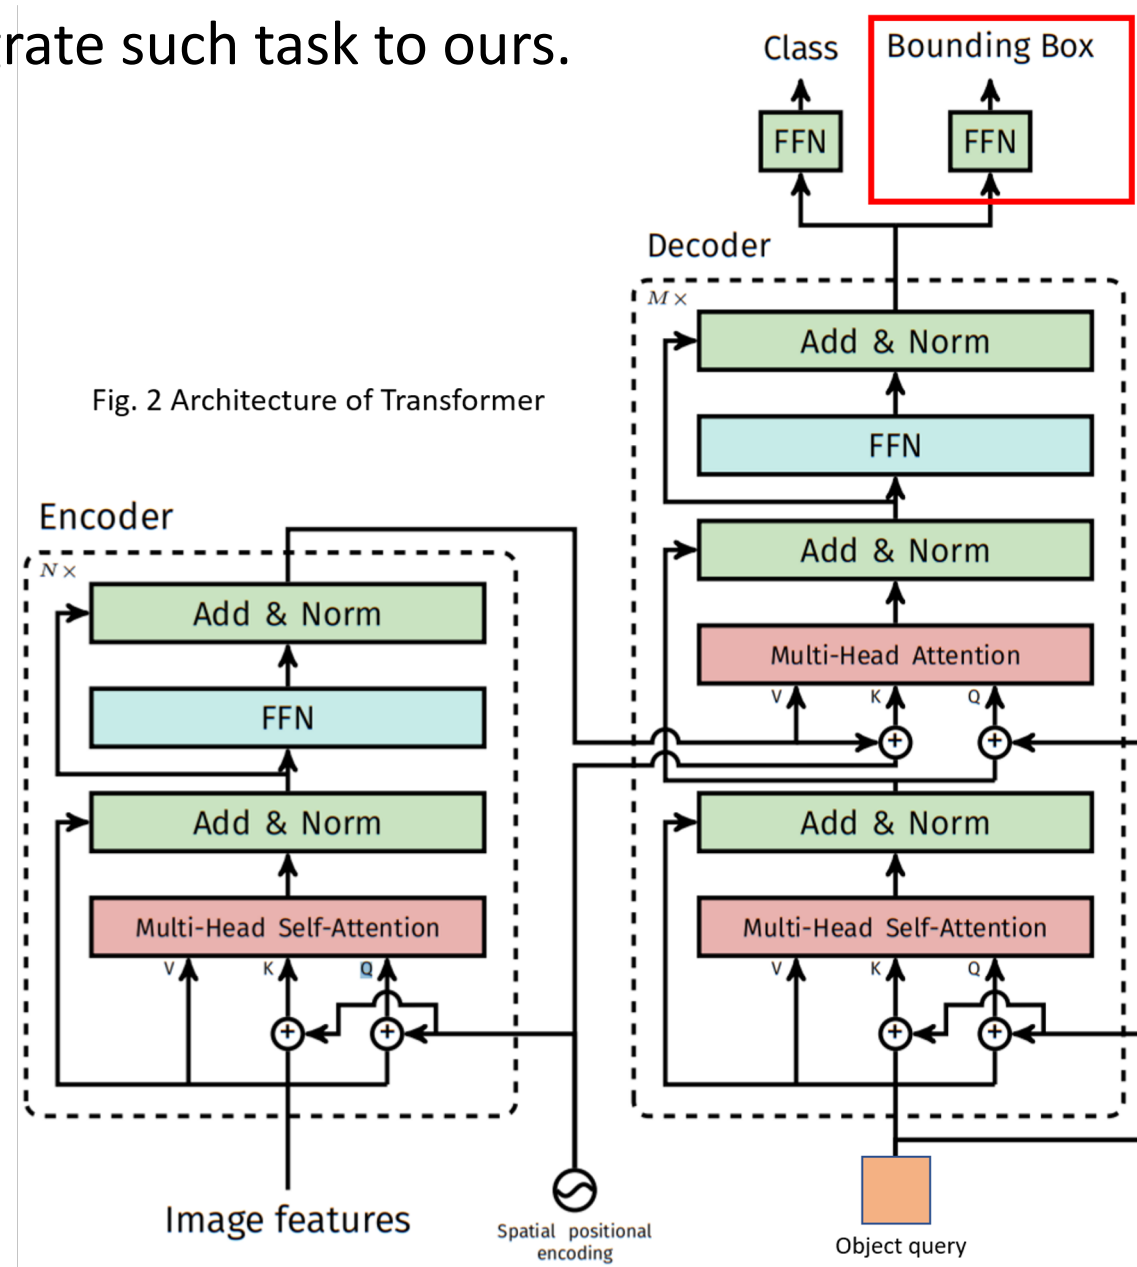 rate such task to ours.
Class
Bounding Box
FFN
FFN
Decoder
M ×
Add & Norm
FFN
Add & Norm
Multi-Head Attention
V
K
Q
+
+
Add & Norm
Multi-Head Self-Attention
V
K
Q
+
+
Object query
Fig. 2 Architecture of Transformer
Encoder
N ×
Add & Norm
FFN
Add & Norm
Multi-Head Self-Attention
V
K
Q
+
+
Image features
Spatial positional
encoding